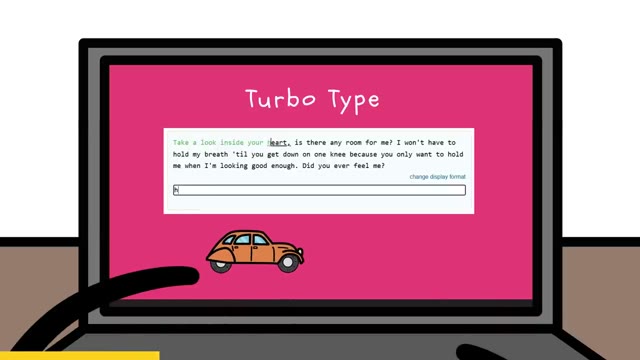 Turbo Type
Take a look inside your heart, is there any room for me? I won't have to
hold my breath 'til you get down on one knee because you only want to hold
me when I'm looking good enough. Did you ever feel me?
change display format
h